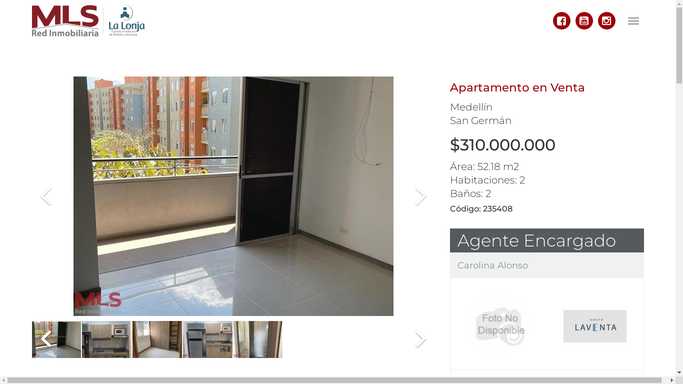 MLS
Red Inmobiliaria
La Lonja
Apartamento en Venta
Medellín
San Germán
$310.000.000
Área: 52,18 m2
Habitaciones: 2
Baños: 2
Código: 235408
MLS
Agente Encargado
Carolina Alonso
Foto No
Disponible
LAVENTA